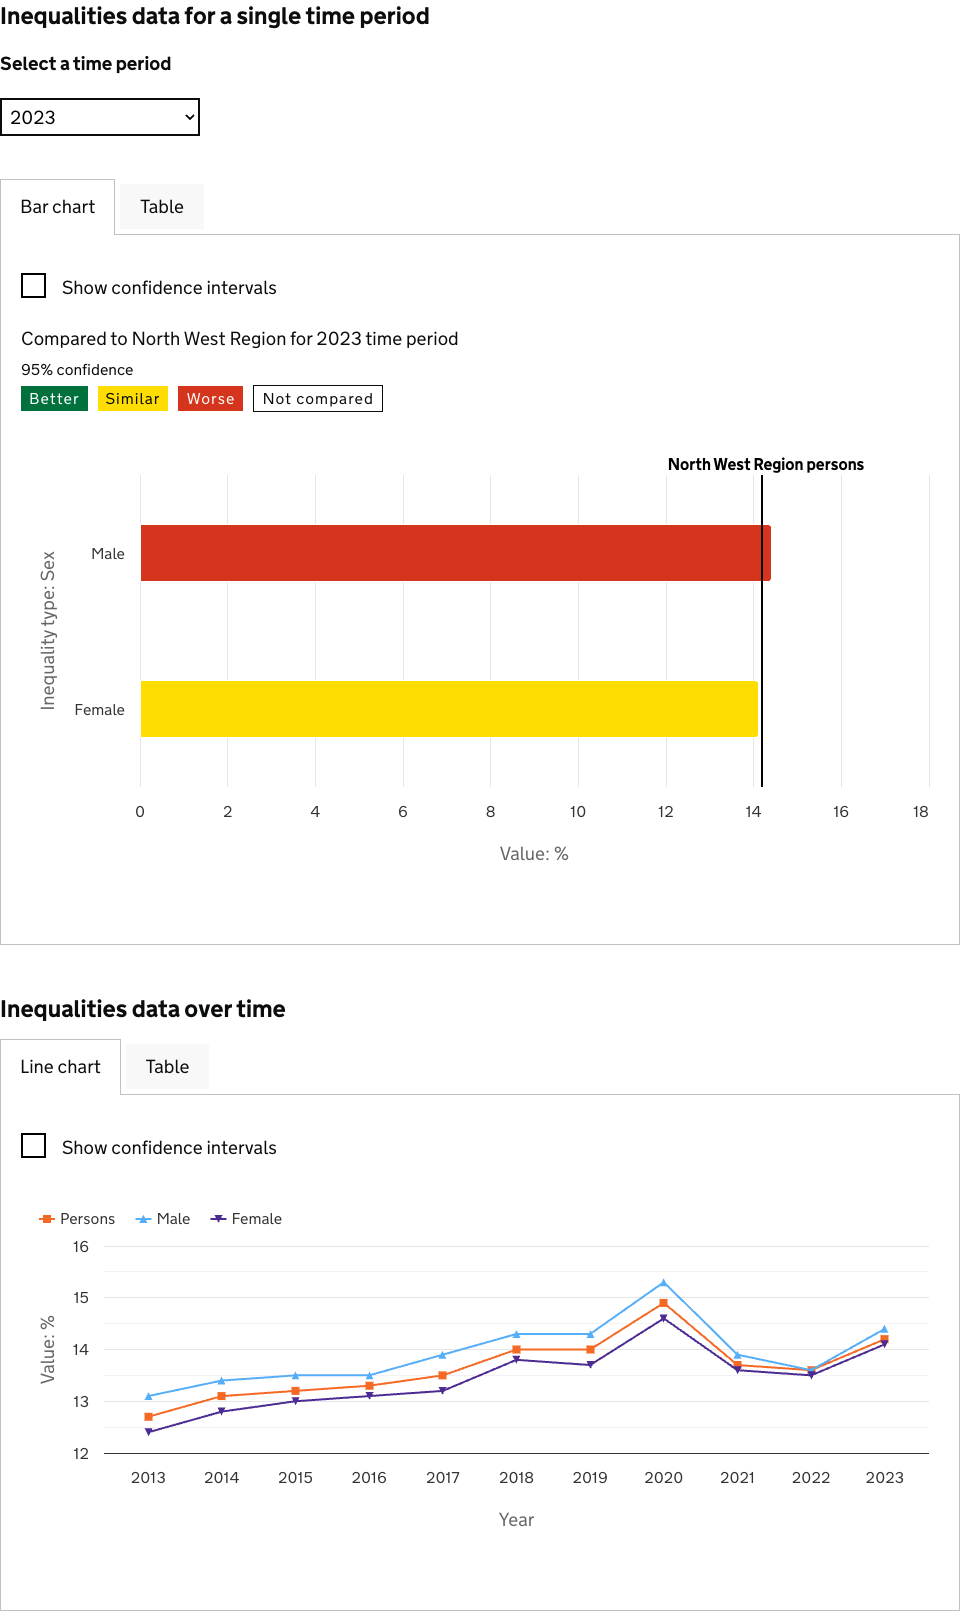 Inequalities data for a single time period
Select a time period
2023
Bar chart Table
Show confidence intervals
Compared to North West Region for 2023 time period
95% confidence
Better Similar Worse Not compared
North West Region persons
Inequality type: Sex
Male
Female
0 2 4 6 8 10 12 14 16 18
Value: %
Inequalities data over time
Line chart Table
Show confidence intervals
Persons Male Female
Value: %
16
15
14
13
12
2013 2014 2015 2016 2017 2018 2019 2020 2021 2022 2023
Year